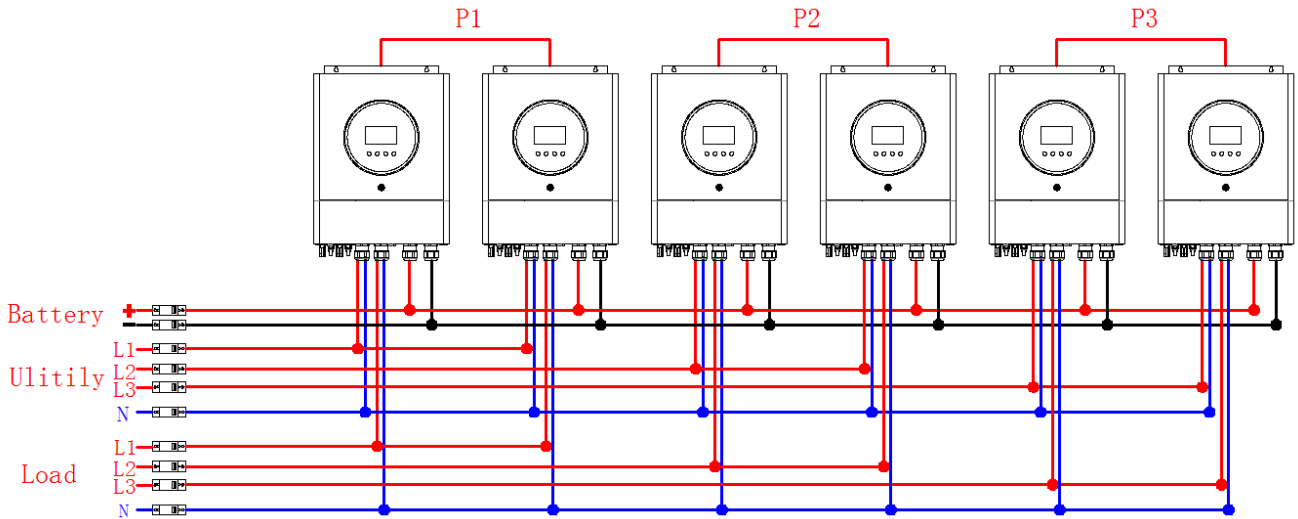 P1 P2 P3
Battery + −
L1
Ulitily L2
L3
N
L1
Load L2
L3
N